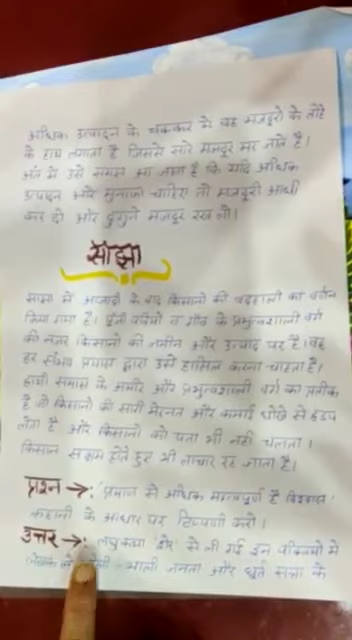 अधिक उत्पादन के चक्कर में वह मजदूरो के लोहे
के हाथ लगाता है जिससे सारे मजदूर मर जाते है।
अंत में उसे समझ आ जाता है कि यदि अधिक
उत्पादन और मुनाफा चाहिए तो मजदूरी आधी
कर दो और दुगुने मजदूर रख लो।
साझा
साझा में आजादी के बाद किसानो की बदहाली का वर्णन
किया गया है। पूँजी पतियो व गाँव के प्रभुत्वशाली वर्ग
की नजर किसानो की जमीन और उत्पाद पर है। वह
हर संभव प्रयास द्वारा उसे हासिल करना चाहता है।
हाथी समाज के अमीर और प्रभुत्वशाली वर्ग का प्रतीक
है जो किसानो की सारी मेहनत और कमाई धोखे से हड़प
लेता है और किसानो को पता भी नही चलता।
किसान सक्षम होते हुए भी लाचार रह जाता है।
प्रश्न →: 'प्रमाण से अधिक महत्वपूर्ण है विश्वास'
कहानी के आधार पर टिप्पणी करो।
उत्तर →: लघुकथा 'शेर' से ली गई इन पंक्तियो मे
लेखक ने भाली जनता और धूर्त सत्ता के